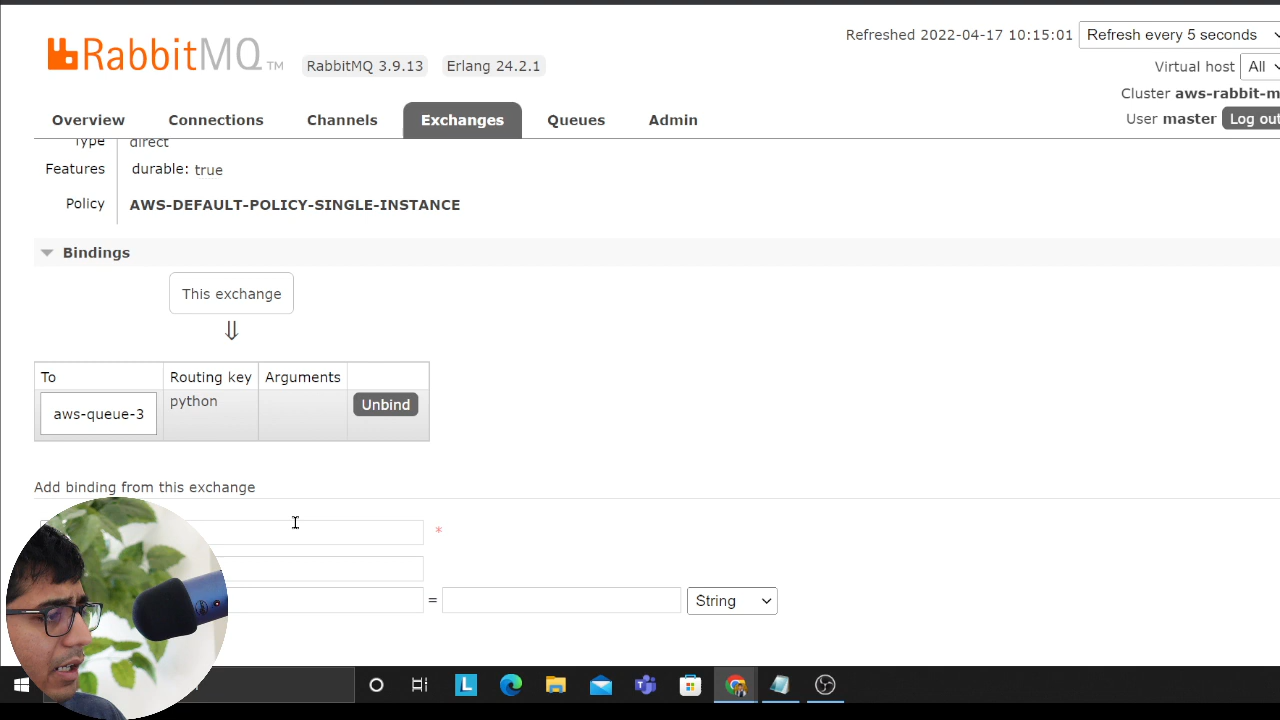 Refreshed 2022-04-17 10:15:01 Refresh every 5 seconds
RabbitMQ TM RabbitMQ 3.9.13 Erlang 24.2.1
Virtual host All
Cluster aws-rabbit-m
User master Log out
Overview Connections Channels Exchanges Queues Admin
Type direct
Features durable: true
Policy AWS-DEFAULT-POLICY-SINGLE-INSTANCE
Bindings
This exchange
⇓
To Routing key Arguments
aws-queue-3 python Unbind
Add binding from this exchange
*
= String
L